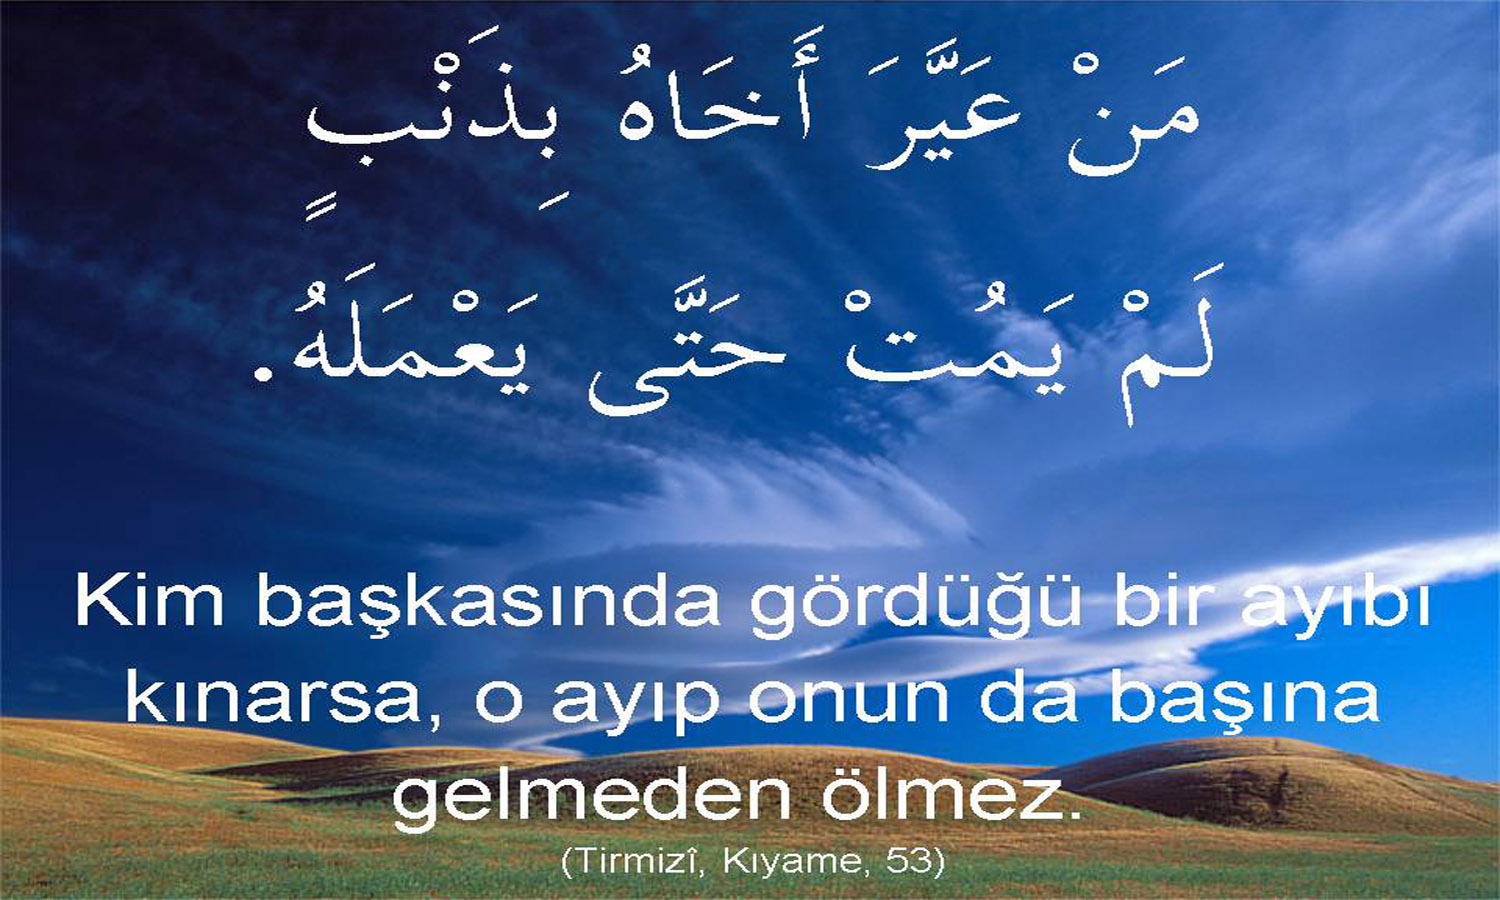 مَنْ عَيَّرَ أَخَاهُ بِذَنْبٍ
لَمْ يَمُتْ حَتَّى يَعْمَلَهُ.
Kim başkasında gördüğü bir ayıbı
kınarsa, o ayıp onun da başına
gelmeden ölmez.
(Tirmizî, Kıyame, 53)